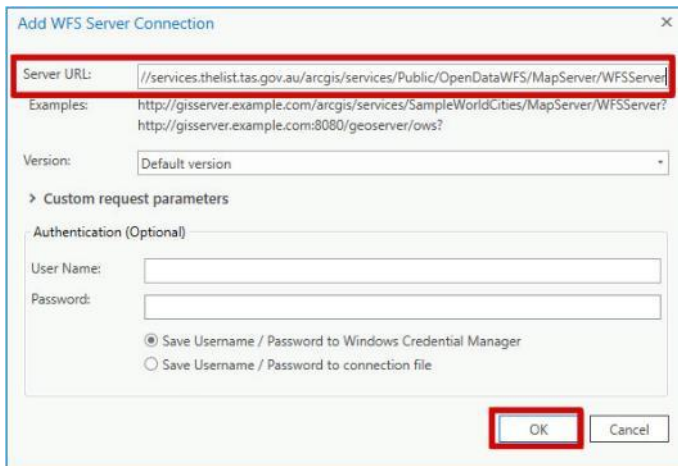 Add WFS Server Connection
Server URL: //services.thelist.tas.gov.au/arcgis/services/Public/OpenDataWFS/MapServer/WFSServer
Examples: http://gisserver.example.com/arcgis/services/SampleWorldCities/MapServer/WFSServer?
http://gisserver.example.com:8080/geoserver/ows?
Version: Default version
> Custom request parameters
Authentication (Optional)
User Name:
Password:
Save Username / Password to Windows Credential Manager
Save Username / Password to connection file
OK Cancel